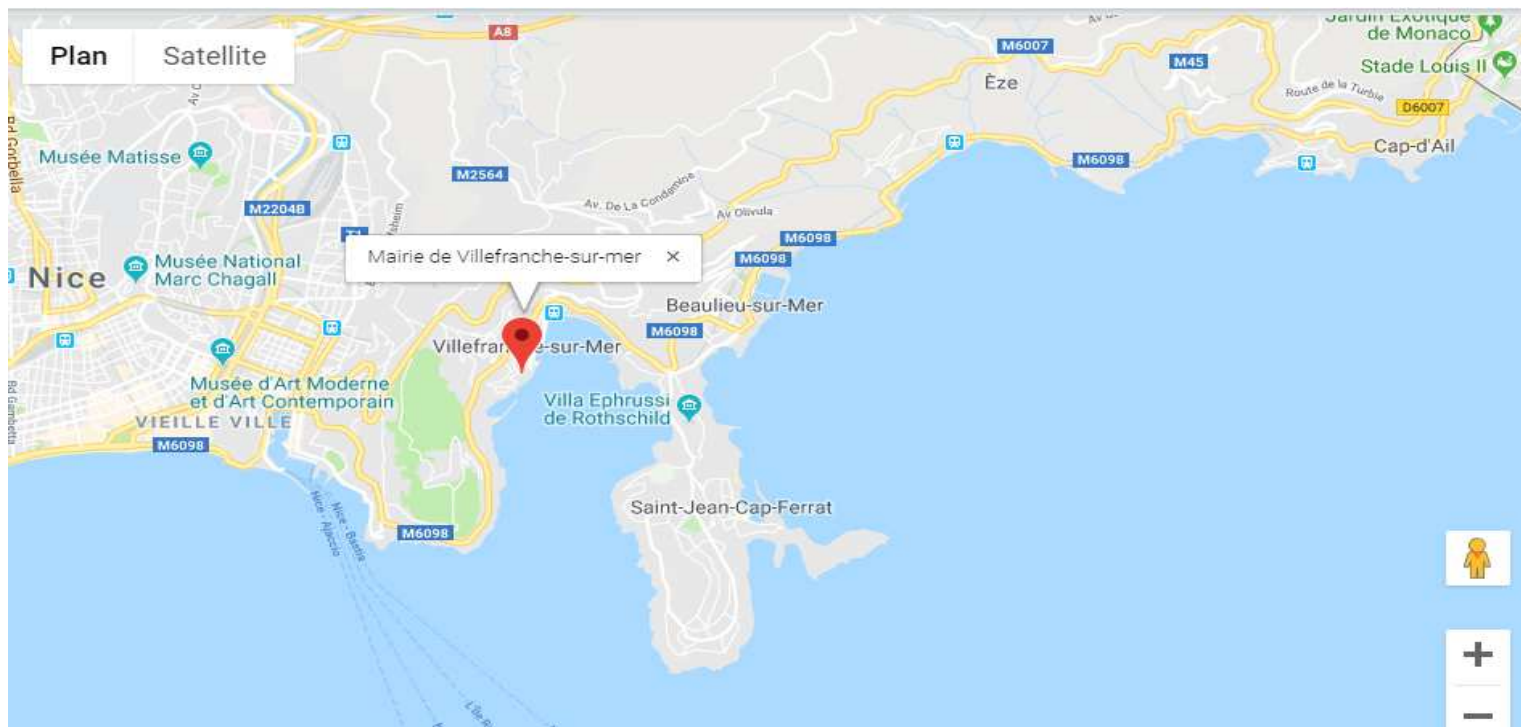 Plan
Satellite
A8
M6007
M45
Jardin Exotique
de Monaco
Stade Louis II
Èze
Route de la Turbie
D6007
Cap-d'Ail
M6098
Bd Gorbella
Musée Matisse
M2564
Av. De La Condamine
Av Olivula
M2204B
T1
M6098
Mairie de Villefranche-sur-mer
M6098
Musée National
Marc Chagall
Nice
Beaulieu-sur-Mer
M6098
Villefranche-sur-Mer
Musée d'Art Moderne
et d'Art Contemporain
Bd Gambetta
Villa Ephrussi
de Rothschild
VIEILLE VILLE
M6098
Saint-Jean-Cap-Ferrat
M6098
Nice - Ajaccio
Nice - Bastia